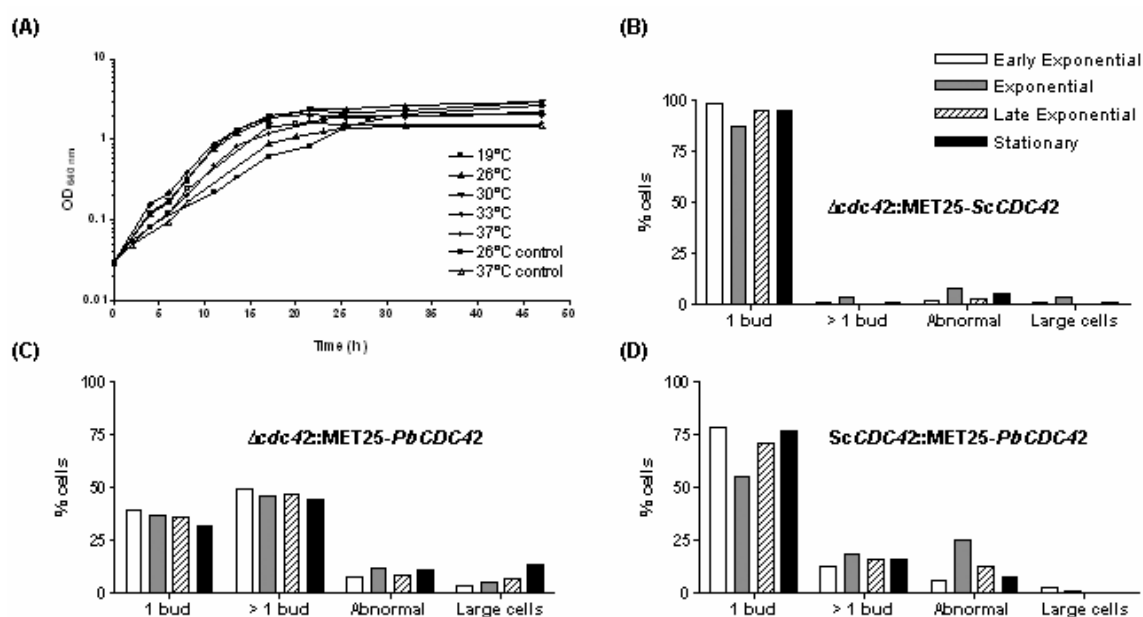 (A)
10
1
0.1
0.01
OD 640 nm
0
5
10
15
20
25
30
35
40
45
50
Time (h)
19°C
26°C
30°C
33°C
37°C
26°C control
37°C control
(B)
Early Exponential
Exponential
Late Exponential
Stationary
100
75
50
25
0
% cells
Δcdc42::MET25-ScCDC42
1 bud
> 1 bud
Abnormal
Large cells
(C)
100
75
50
25
0
% cells
Δcdc42::MET25-PbCDC42
1 bud
> 1 bud
Abnormal
Large cells
(D)
100
75
50
25
0
% cells
ScCDC42::MET25-PbCDC42
1 bud
> 1 bud
Abnormal
Large cells